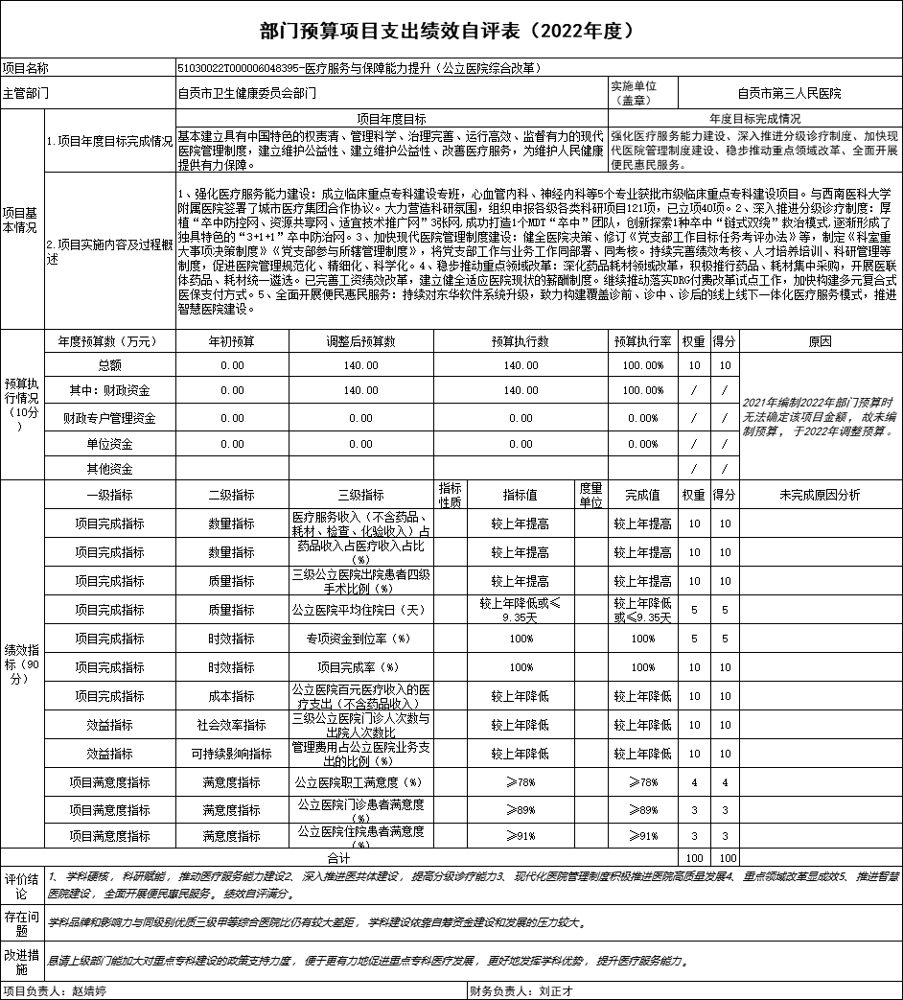 部门预算项目支出绩效自评表（2022年度）
项目名称
51030022T000006048395-医疗服务与保障能力提升（公立医院综合改革）
主管部门
自贡市卫生健康委员会部门
实施单位
（盖章）
自贡市第三人民医院
项目基
本情况
1.项目年度目标完成情况
项目年度目标
年度目标完成情况
基本建立具有中国特色的权责清、管理科学、治理完善、运行高效、监督有力的现代
医院管理制度，建立维护公益性、建立维护公益性、改善医疗服务，为维护人民健康
提供有力保障。
强化医疗服务能力建设、深入推进分级诊疗制度、加快现
代医院管理制度建设、稳步推动重点领域改革、全面开展
便民惠民服务。
2.项目实施内容及过程概
述
1、强化医疗服务能力建设：成立临床重点专科建设专班，心血管内科、神经内科等5个专业获批市级临床重点专科建设项目。与西南医科大学
附属医院签署了城市医疗集团合作协议。大力营造科研氛围，组织申报各级各类科研项目121项，已立项40项。2、深入推进分级诊疗制度：厚
植“卒中防控网、资源共享网、适宜技术推广网”3张网,成功打造1个MDT“卒中”团队，创新探索1种卒中“链式双绕”救治模式,逐渐形成了
独具特色的“3+1+1”卒中防治网。3、加快现代医院管理制度建设：健全医院决策、修订《党支部工作目标任务考评办法》等，制定《科室重
大事项决策制度》《党支部参与所辖管理制度》，将党支部工作与业务工作同部署、同考核。持续完善绩效考核、人才培养培训、科研管理等
制度，促进医院管理规范化、精细化、科学化。4、稳步推动重点领域改革：深化药品耗材领域改革，积极推行药品、耗材集中采购，开展医联
体药品、耗材统一遴选。已完善工资绩效改革，建立健全适应医院现状的薪酬制度。继续推动落实DRG付费改革试点工作，加快构建多元复合式
医保支付方式。5、全面开展便民惠民服务：持续对东华软件系统升级，致力构建覆盖诊前、诊中、诊后的线上线下一体化医疗服务模式，推进
智慧医院建设。
预算执
行情况
（10分
）
年度预算数（万元） 年初预算 调整后预算数 预算执行数 预算执行率 权重 得分 原因
总额 0.00 140.00 140.00 100.00% 10 10
其中：财政资金 0.00 140.00 140.00 100.00% / /
财政专户管理资金 0.00 0.00 0.00 0.00% / /
单位资金 0.00 0.00 0.00 0.00% / /
其他资金 / /
2021年编制2022年部门预算时
无法确定该项目金额，故未编
制预算，于2022年调整预算。
绩效指
标（90
分）
一级指标 二级指标 三级指标 指标
性质 指标值 度量
单位 完成值 权重 得分 未完成原因分析
项目完成指标 数量指标 医疗服务收入（不含药品、
耗材、检查、化验收入）占 较上年提高 较上年提高 10 10
项目完成指标 数量指标 药品收入占医疗收入占比
（%） 较上年提高 较上年提高 10 10
项目完成指标 质量指标 三级公立医院出院患者四级
手术比例（%） 较上年提高 较上年提高 10 10
项目完成指标 质量指标 公立医院平均住院日（天） 较上年降低或≤
9.35天 较上年降低
或≤9.35天 5 5
项目完成指标 时效指标 专项资金到位率（%） 100% 100% 5 5
项目完成指标 时效指标 项目完成率（%） 100% 100% 10 10
项目完成指标 成本指标 公立医院百元医疗收入的医
疗支出（不含药品收入） 较上年降低 较上年降低 10 10
效益指标 社会效率指标 三级公立医院门诊人次数与
出院人次数比 较上年降低 较上年降低 10 10
效益指标 可持续影响指标 管理费用占公立医院业务支
出的比例（%） 较上年降低 较上年降低 10 10
项目满意度指标 满意度指标 公立医院职工满意度（%） ≥78% ≥78% 4 4
项目满意度指标 满意度指标 公立医院门诊患者满意度
（%） ≥89% ≥89% 3 3
项目满意度指标 满意度指标 公立医院住院患者满意度
（%） ≥91% ≥91% 3 3
合计 100 100
评价结
论
1、学科硬核，科研赋能，推动医疗服务能力建设2、深入推进医共体建设，提高分级诊疗能力3、现代化医院管理制度积极推进医院高质量发展4、重点领域改革显成效5、推进智慧
医院建设，全面开展便民惠民服务。绩效自评满分。
存在问
题
学科品牌和影响力与同级别优质三级甲等综合医院比仍有较大差距，学科建设依靠自筹资金建设和发展的压力较大。
改进措
施
恳请上级部门能加大对重点专科建设的政策支持力度，便于更有力地促进重点专科医疗发展，更好地发挥学科优势，提升医疗服务能力。
项目负责人：赵婧婷
财务负责人：刘正才